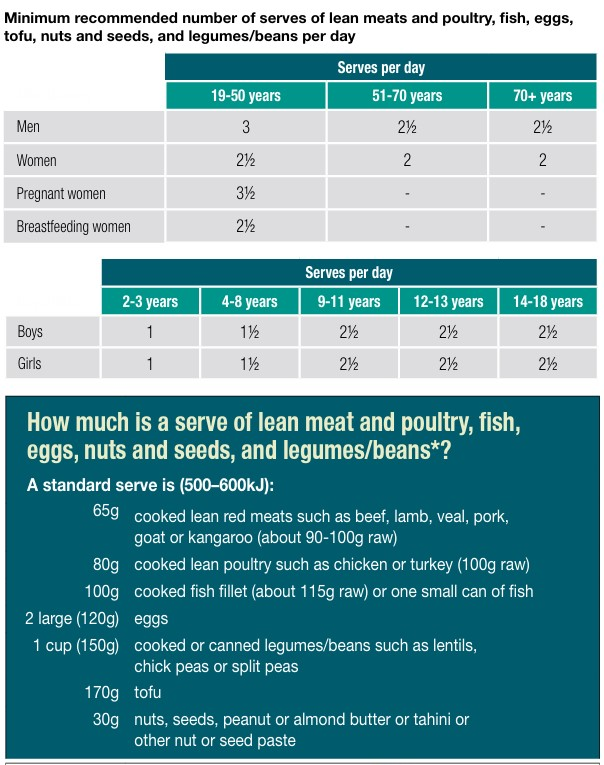 Minimum recommended number of serves of lean meats and poultry, fish, eggs,
tofu, nuts and seeds, and legumes/beans per day
Serves per day
19-50 years 51-70 years 70+ years
Men 3 2½ 2½
Women 2½ 2 2
Pregnant women 3½ - -
Breastfeeding women 2½ - -
Serves per day
2-3 years 4-8 years 9-11 years 12-13 years 14-18 years
Boys 1 1½ 2½ 2½ 2½
Girls 1 1½ 2½ 2½ 2½
How much is a serve of lean meat and poultry, fish,
eggs, nuts and seeds, and legumes/beans*?
A standard serve is (500–600kJ):
65g cooked lean red meats such as beef, lamb, veal, pork,
goat or kangaroo (about 90-100g raw)
80g cooked lean poultry such as chicken or turkey (100g raw)
100g cooked fish fillet (about 115g raw) or one small can of fish
2 large (120g) eggs
1 cup (150g) cooked or canned legumes/beans such as lentils,
chick peas or split peas
170g tofu
30g nuts, seeds, peanut or almond butter or tahini or
other nut or seed paste